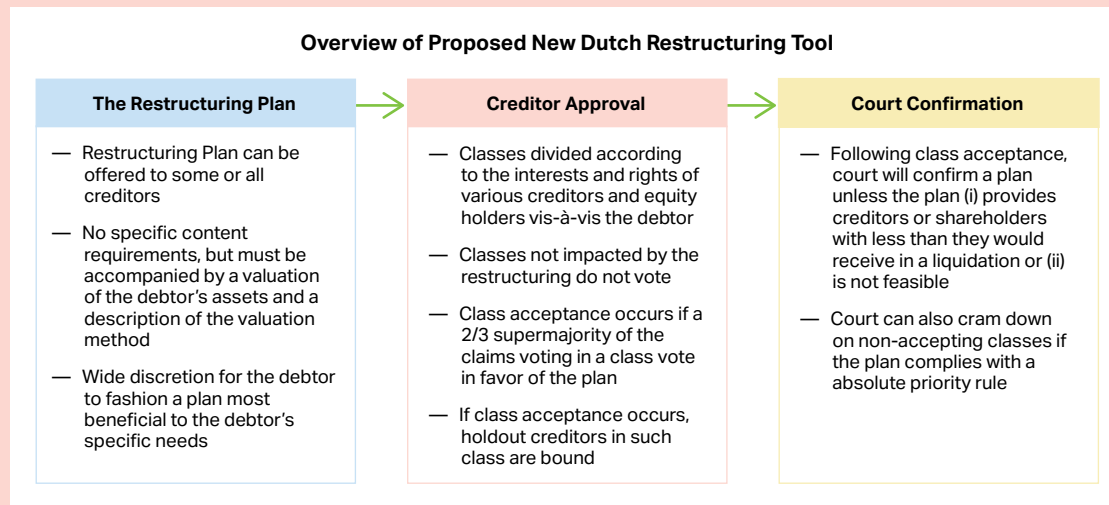 Overview of Proposed New Dutch Restructuring Tool
The Restructuring Plan
— Restructuring Plan can be
offered to some or all
creditors
— No specific content
requirements, but must be
accompanied by a valuation
of the debtor's assets and a
description of the valuation
method
— Wide discretion for the debtor
to fashion a plan most
beneficial to the debtor's
specific needs
Creditor Approval
— Classes divided according
to the interests and rights of
various creditors and equity
holders vis-à-vis the debtor
— Classes not impacted by the
restructuring do not vote
— Class acceptance occurs if a
2/3 supermajority of the
claims voting in a class vote
in favor of the plan
— If class acceptance occurs,
holdout creditors in such
class are bound
Court Confirmation
— Following class acceptance,
court will confirm a plan
unless the plan (i) provides
creditors or shareholders
with less than they would
receive in a liquidation or (ii)
is not feasible
— Court can also cram down
on non-accepting classes if
the plan complies with a
absolute priority rule